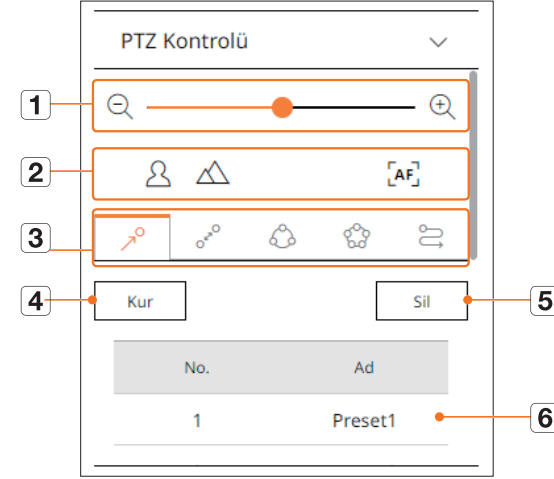 PTZ Kontrolü
1
2
AF
3
4 Kur Sil 5
No. Ad
1 Preset1 6